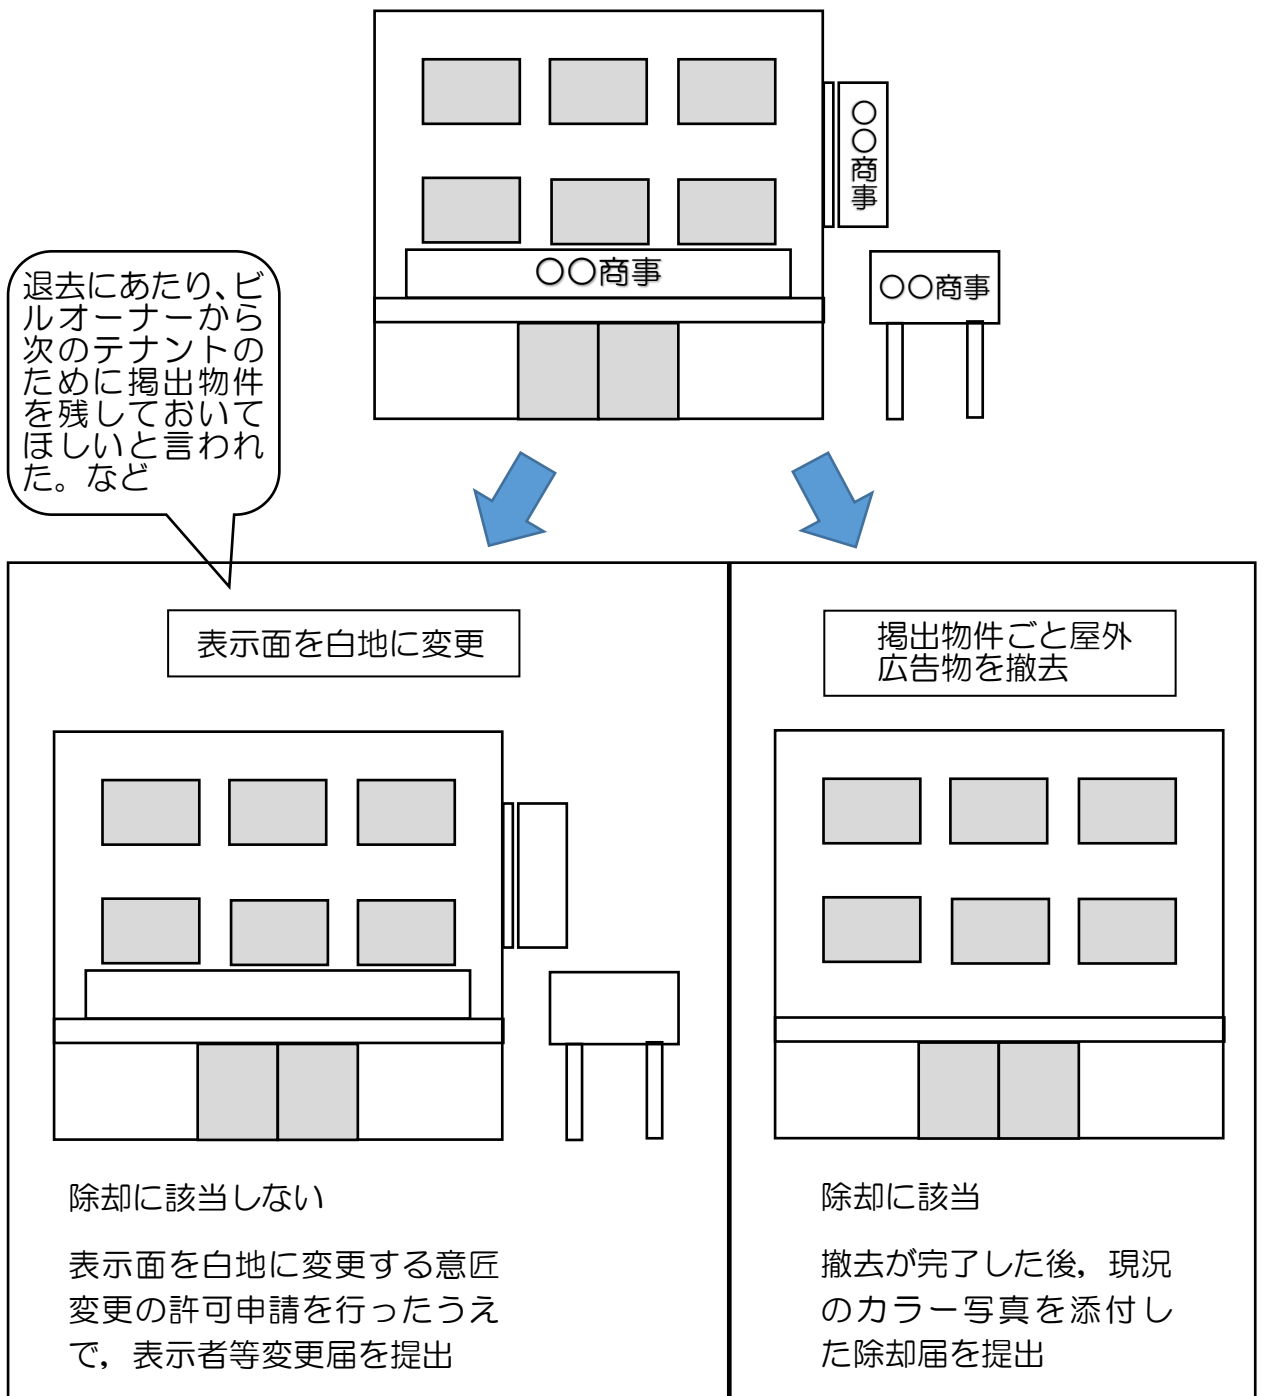 〇〇商事
〇〇商事
〇〇商事
退去にあたり、ビ
ルオーナーから
次のテナントの
ために掲出物件
を残しておいて
ほしいと言われ
た。など
表示面を白地に変更
除却に該当しない
表示面を白地に変更する意匠
変更の許可申請を行ったうえ
で，表示者等変更届を提出
掲出物件ごと屋外
広告物を撤去
除却に該当
撤去が完了した後，現況
のカラー写真を添付し
た除却届を提出